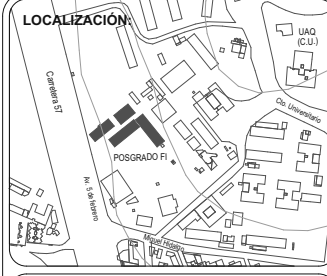 LOCALIZACIÓN:
UAQ
(C.U.)
Carretera 57
Cto. Universitario
POSGRADO FI
Av. 5 de febrero
Miguel Hidalgo